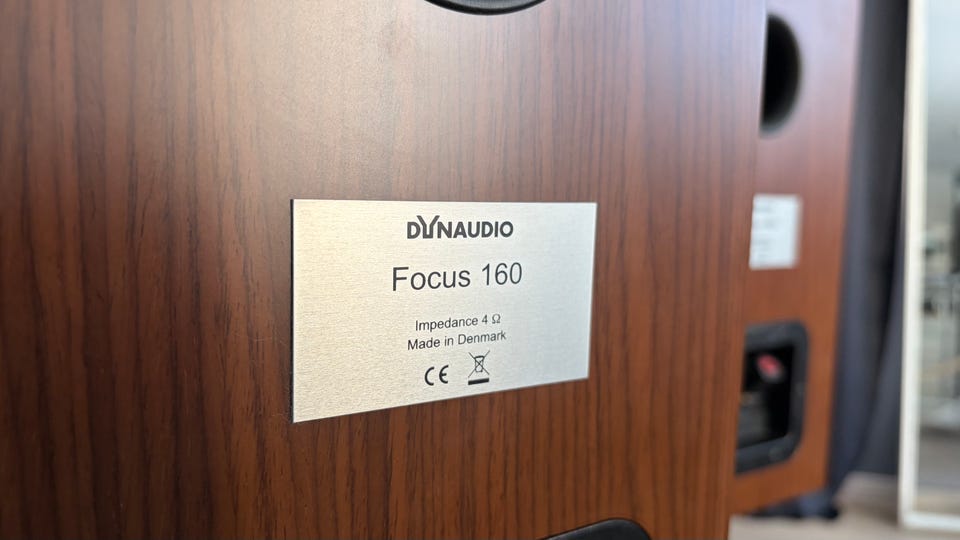 DYNAUDIO
Focus 160
Impedance 4 Ω
Made in Denmark
CE